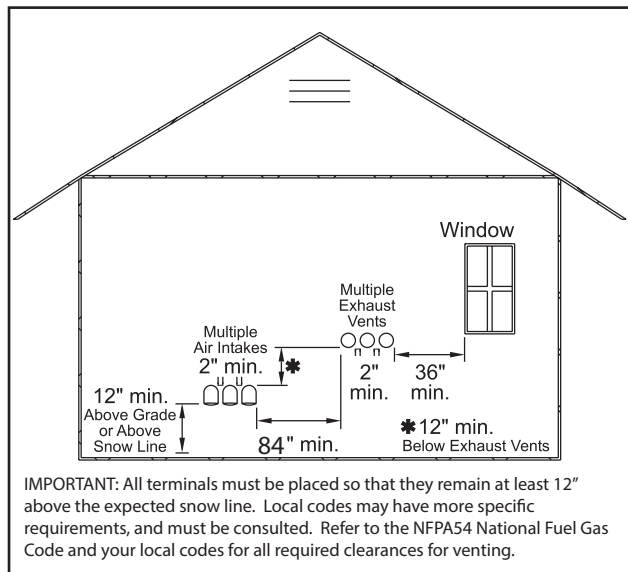 Window
Multiple
Exhaust
Vents
Multiple
Air Intakes
2" min.
✱
12" min.
Above Grade
or Above
Snow Line
84" min.
2"
min.
36"
min.
✱12" min.
Below Exhaust Vents
IMPORTANT: All terminals must be placed so that they remain at least 12”
above the expected snow line. Local codes may have more specific
requirements, and must be consulted. Refer to the NFPA54 National Fuel Gas
Code and your local codes for all required clearances for venting.